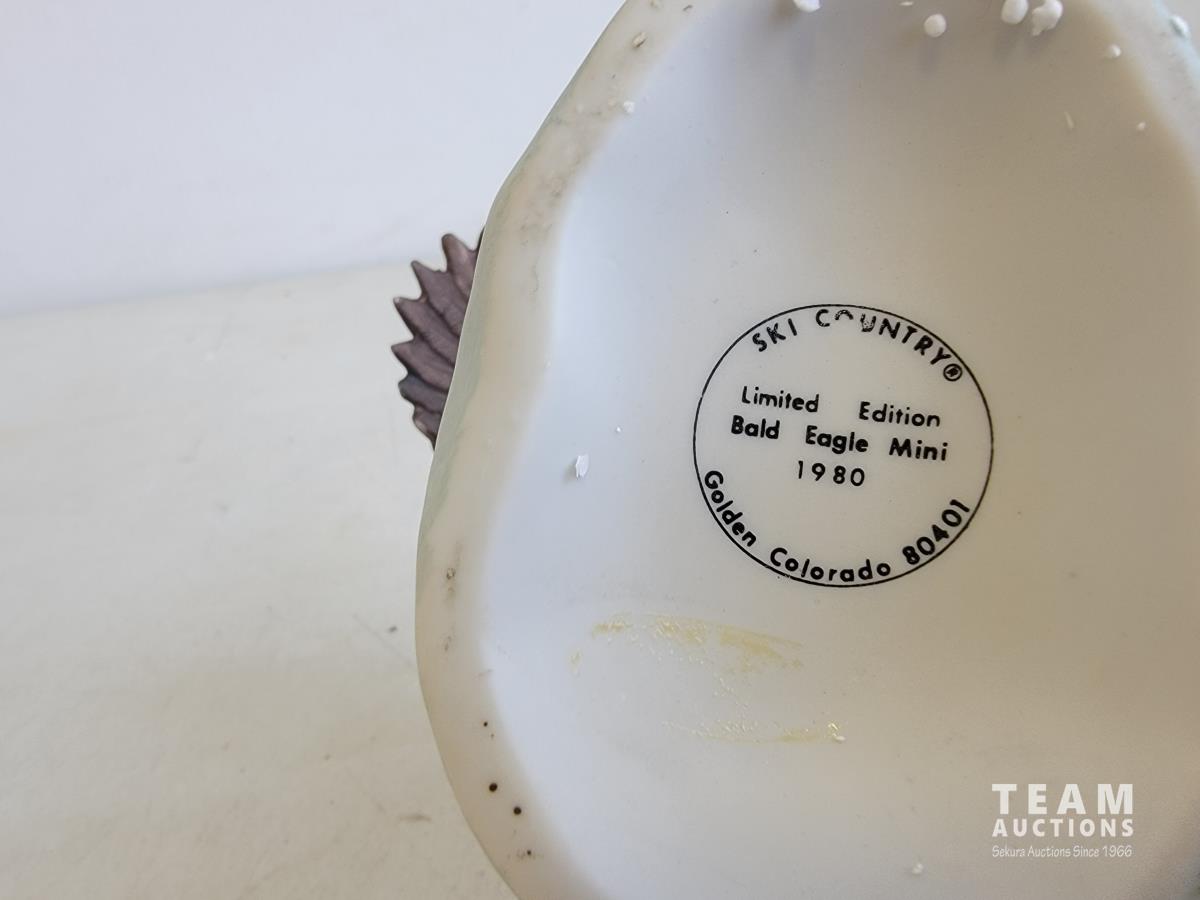 SKI COUNTRY®
Limited Edition
Bald Eagle Mini
1980
Golden Colorado 80401
TEAM
AUCTIONS
Sekura Auctions Since 1966